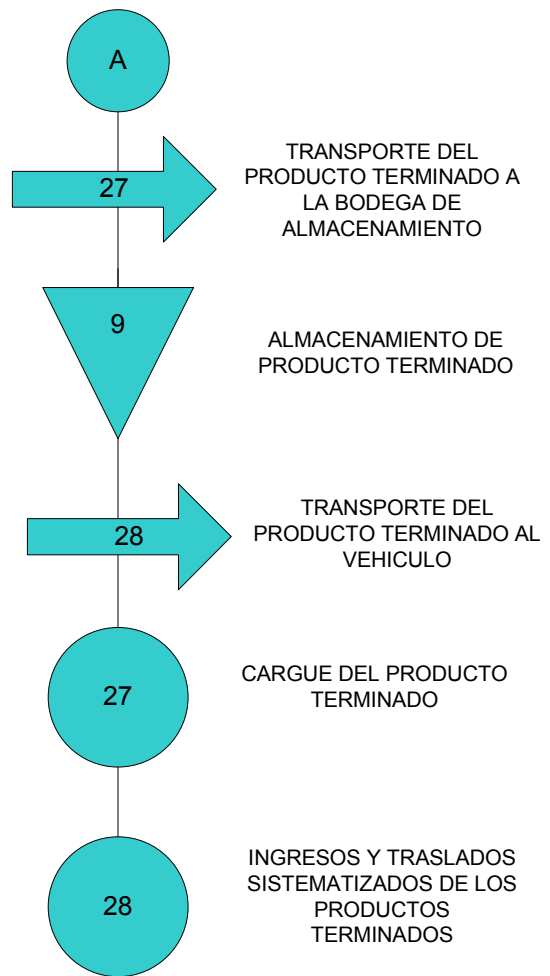 A
27
TRANSPORTE DEL
PRODUCTO TERMINADO A
LA BODEGA DE
ALMACENAMIENTO
9
ALMACENAMIENTO DE
PRODUCTO TERMINADO
28
TRANSPORTE DEL
PRODUCTO TERMINADO AL
VEHICULO
27
CARGUE DEL PRODUCTO
TERMINADO
28
INGRESOS Y TRASLADOS
SISTEMATIZADOS DE LOS
PRODUCTOS
TERMINADOS